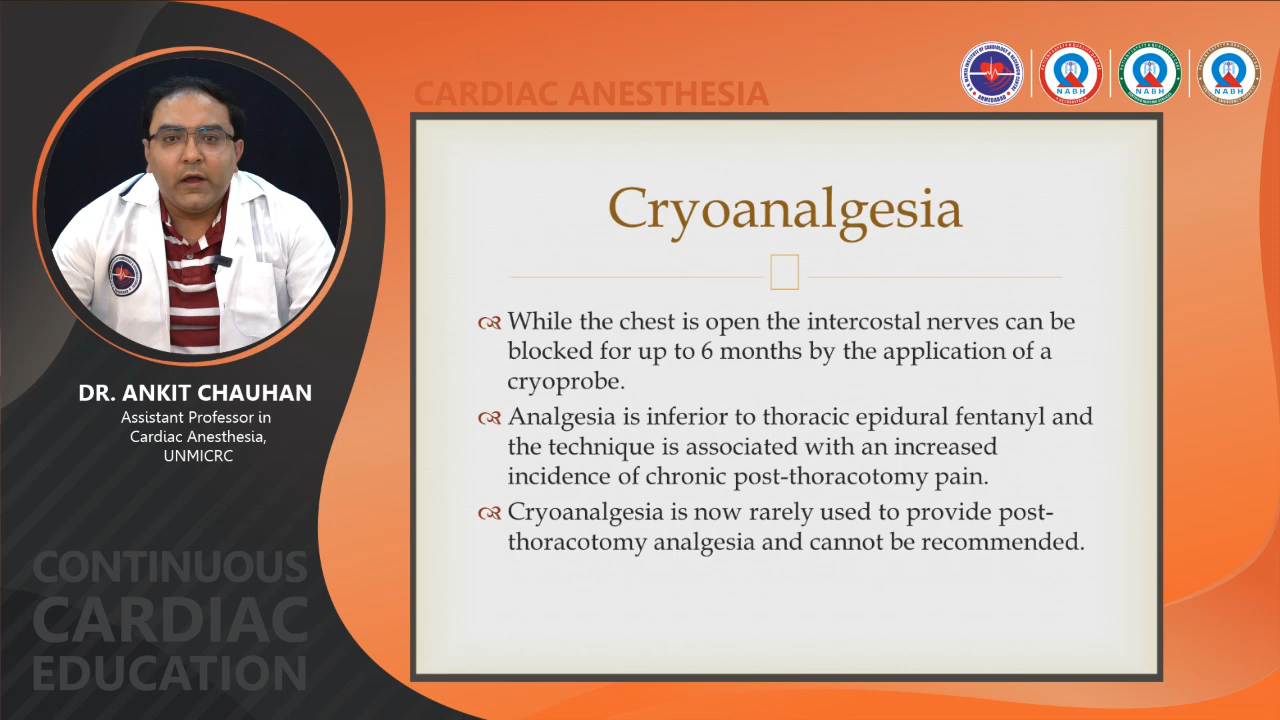 CARDIAC ANESTHESIA
NABH
NABH
NABH
Cryoanalgesia
While the chest is open the intercostal nerves can be
blocked for up to 6 months by the application of a
cryoprobe.
Analgesia is inferior to thoracic epidural fentanyl and
the technique is associated with an increased
incidence of chronic post-thoracotomy pain.
Cryoanalgesia is now rarely used to provide post-
thoracotomy analgesia and cannot be recommended.
DR. ANKIT CHAUHAN
Assistant Professor in
Cardiac Anesthesia,
UNMICRC
CONTINUOUS
CARDIAC
EDUCATION